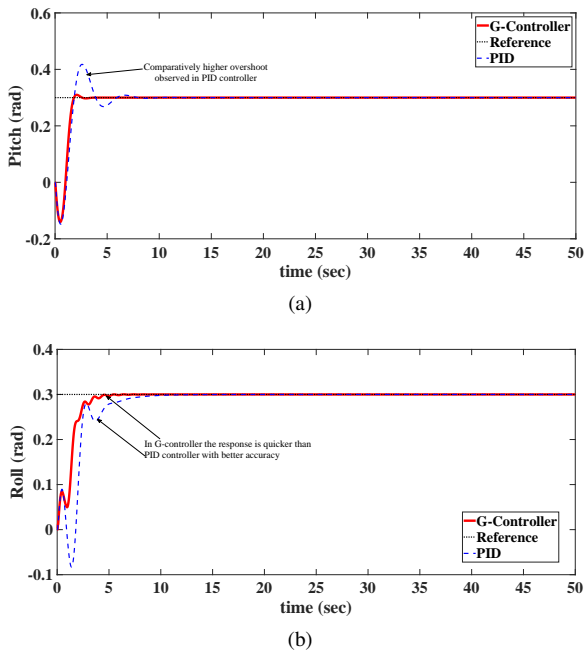 0.6
G-Controller
Reference
PID
Comparatively higher overshoot
observed in PID controller
0.4
0.2
0
-0.2
Pitch (rad)
0 5 10 15 20 25 30 35 40 45 50
time (sec)
(a)
0.4
0.3
0.2
0.1
0
-0.1
Roll (rad)
In G-controller the response is quicker than
PID controller with better accuracy
G-Controller
Reference
PID
0 5 10 15 20 25 30 35 40 45 50
time (sec)
(b)